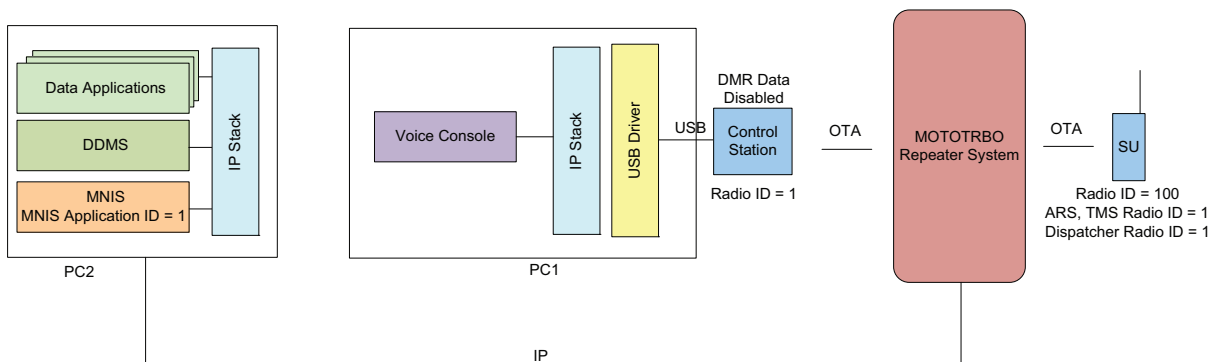 Data Applications
DDMS
MNIS
MNIS Application ID = 1
IP Stack
PC2
Voice Console
IP Stack
USB Driver
PC1
USB
DMR Data
Disabled
Control
Station
Radio ID = 1
OTA
MOTOTRBO
Repeater System
OTA
SU
Radio ID = 100
ARS, TMS Radio ID = 1
Dispatcher Radio ID = 1
IP